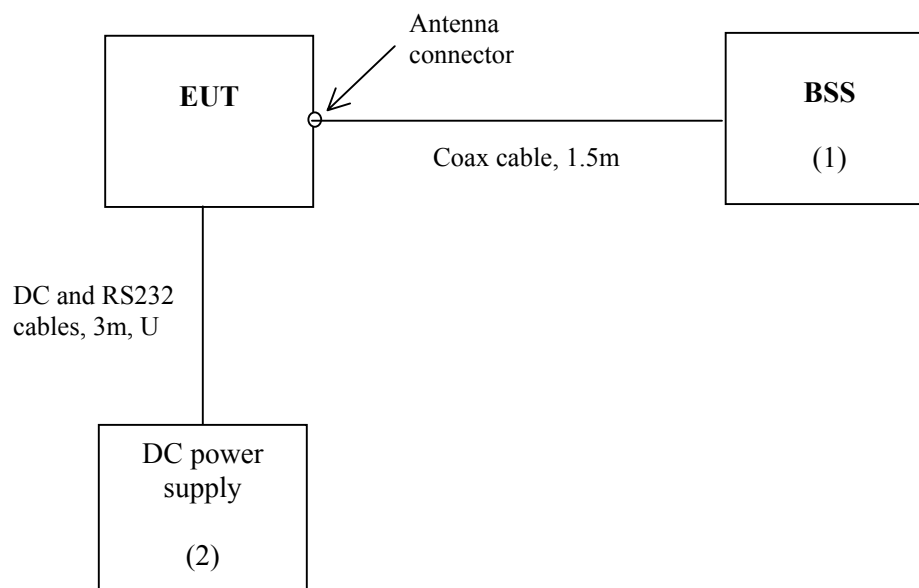 Antenna
connector
EUT
BSS
(1)
Coax cable, 1.5m
DC and RS232
cables, 3m, U
DC power
supply
(2)